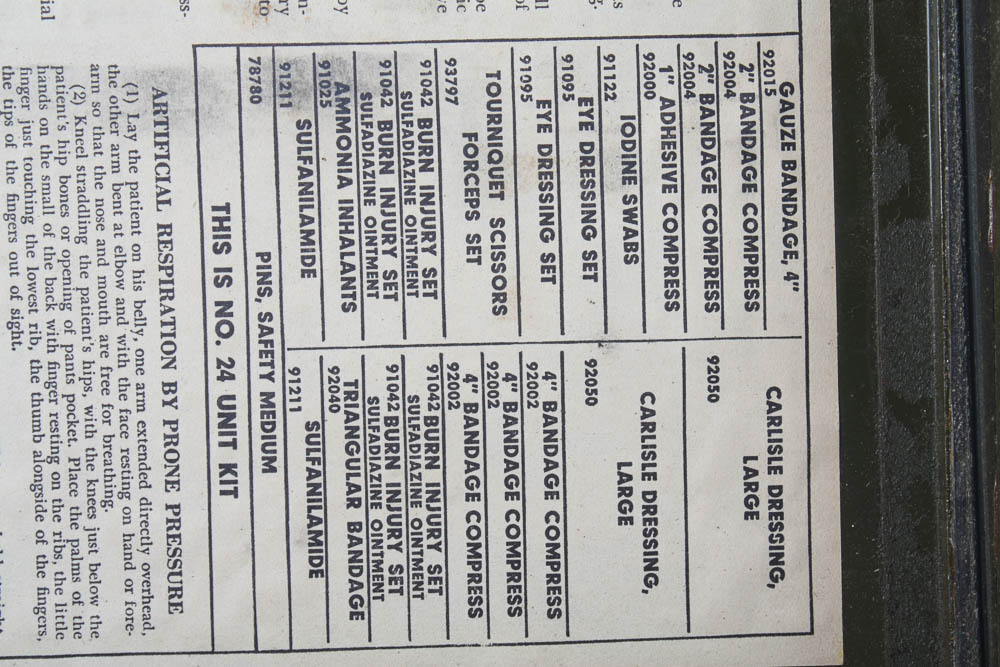 GAUZE BANDAGE, 4"
92015
2" BANDAGE COMPRESS
92004
2" BANDAGE COMPRESS
92004
1" ADHESIVE COMPRESS
92000
IODINE SWABS
91122
EYE DRESSING SET
91095
EYE DRESSING SET
91095
TOURNIQUET SCISSORS
FORCEPS SET
93797
91042 BURN INJURY SET
SULFADIAZINE OINTMENT
91042 BURN INJURY SET
SULFADIAZINE OINTMENT
AMMONIA INHALANTS
91025
SULFANILAMIDE
91211
CARLISLE DRESSING,
LARGE
92050
CARLISLE DRESSING,
LARGE
92050
4" BANDAGE COMPRESS
92002
4" BANDAGE COMPRESS
92002
4" BANDAGE COMPRESS
92002
91042 BURN INJURY SET
SULFADIAZINE OINTMENT
91042 BURN INJURY SET
SULFADIAZINE OINTMENT
TRIANGULAR BANDAGE
92040
SULFANILAMIDE
91211
PINS, SAFETY MEDIUM
78780
THIS IS NO. 24 UNIT KIT
ARTIFICIAL RESPIRATION BY PRONE PRESSURE
(1) Lay the patient on his belly, one arm extended directly overhead,
the other arm bent at elbow and with the face resting on hand or fore-
arm so that the nose and mouth are free for breathing.
(2) Kneel straddling the patient's hips, with the knees just below the
patient's hip bones or opening of pants pocket. Place the palms of the
hands on the small of the back with finger resting on the ribs, the little
finger just touching the lowest rib, the thumb alongside of the fingers,
the tips of the fingers out of sight.